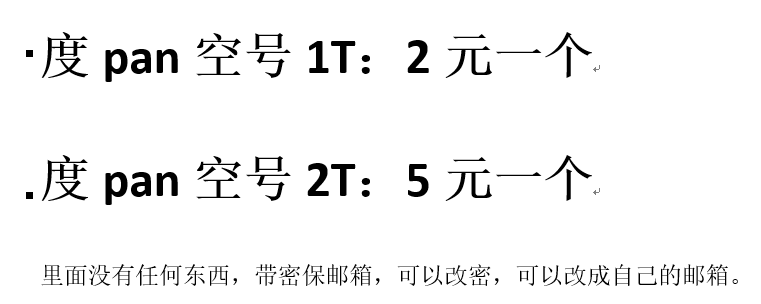 ·度 pan 空号 1T：2 元一个
.度 pan 空号 2T：5 元一个
里面没有任何东西，带密保邮箱，可以改密，可以改成自己的邮箱。